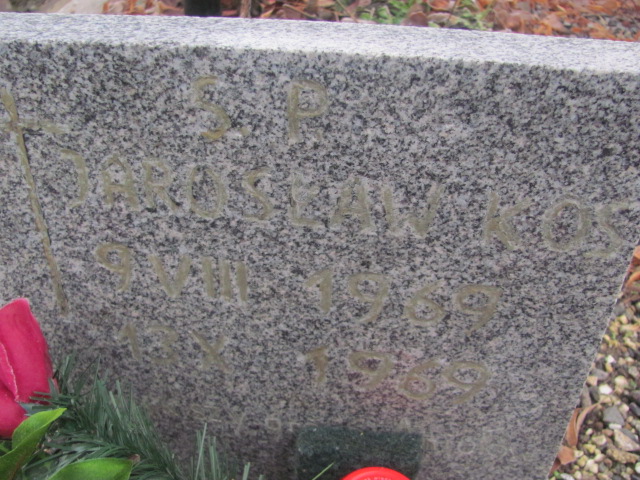 S. P
JAROSŁAW KOS
9 VIII 1969
13 X 1969